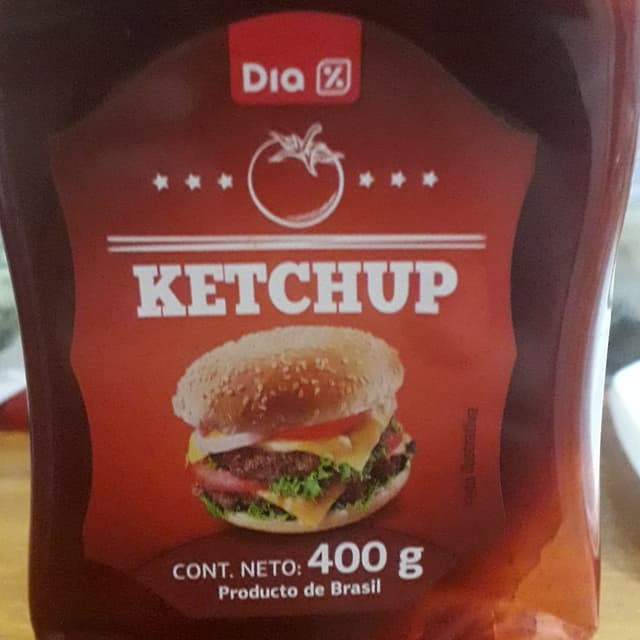 Dia %
KETCHUP
CONT. NETO: 400 g
Producto de Brasil